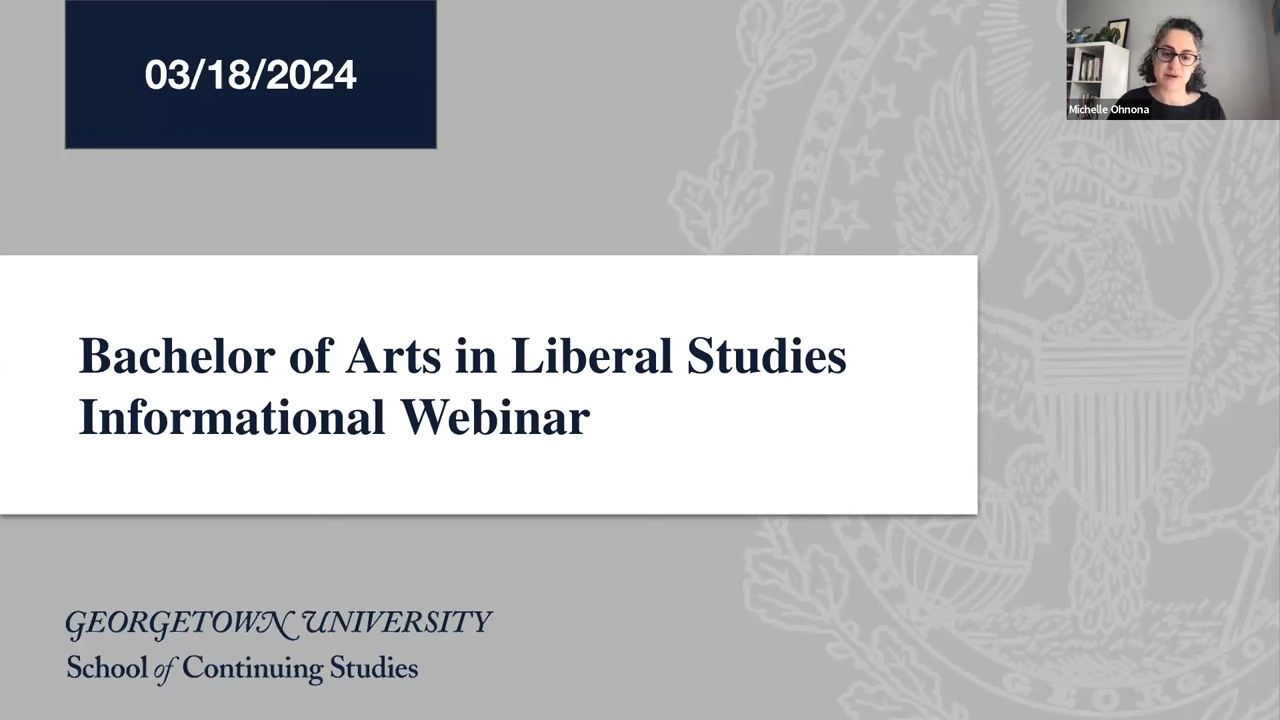 03/18/2024
Michelle Ohnona
Bachelor of Arts in Liberal Studies
Informational Webinar
GEORGETOWN UNIVERSITY
School of Continuing Studies